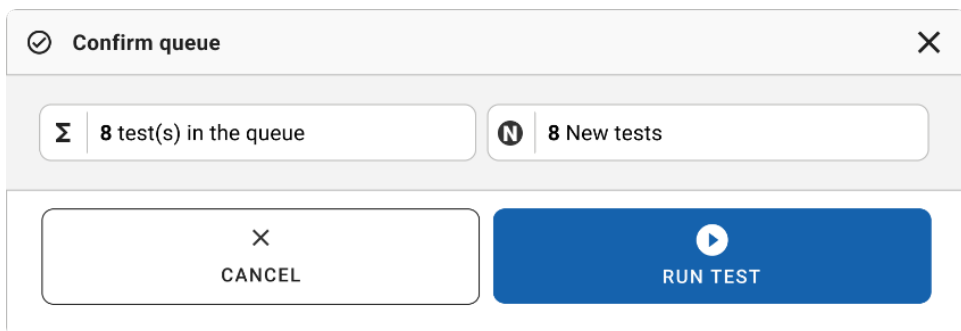 Confirm queue
Σ 8 test(s) in the queue
N 8 New tests
CANCEL
RUN TEST